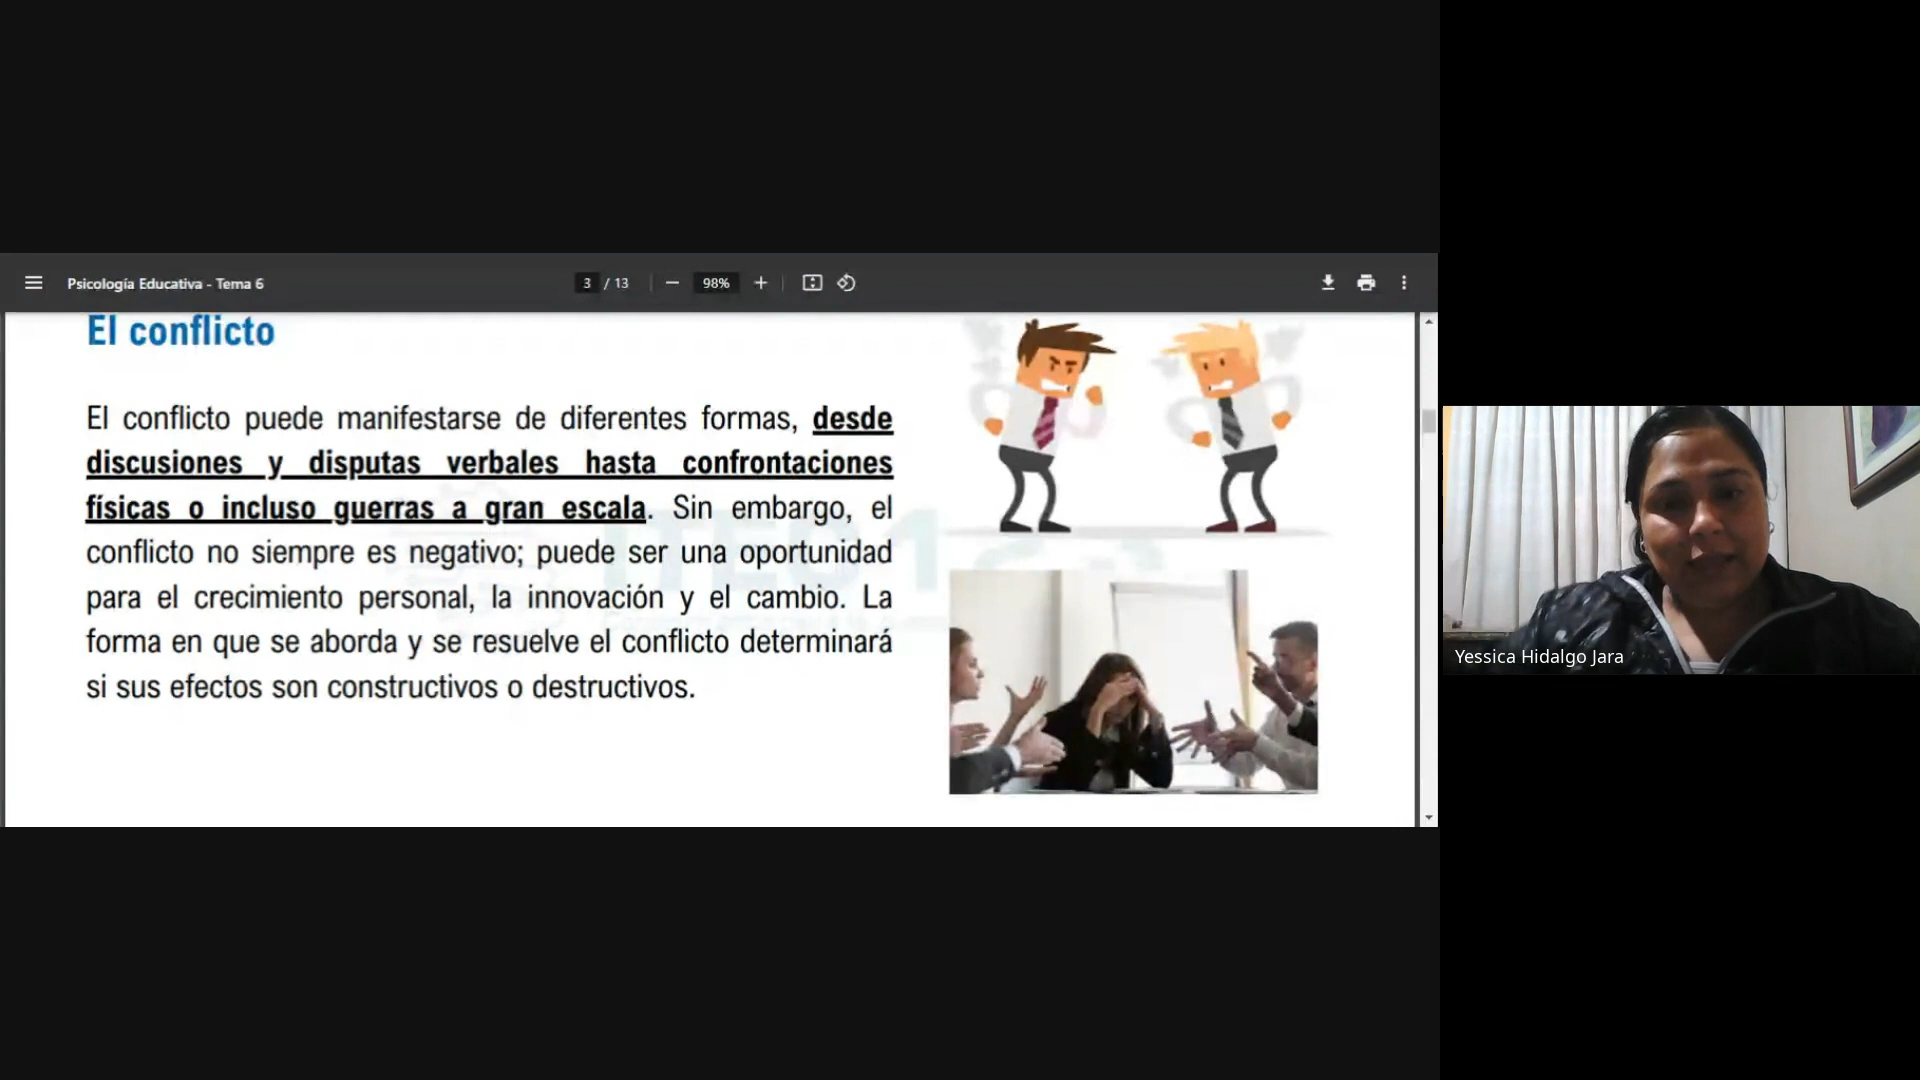 Psicología Educativa - Tema 6
3 / 13
98%
El conflicto
El conflicto puede manifestarse de diferentes formas, desde
discusiones y disputas verbales hasta confrontaciones
físicas o incluso guerras a gran escala. Sin embargo, el
conflicto no siempre es negativo; puede ser una oportunidad
para el crecimiento personal, la innovación y el cambio. La
forma en que se aborda y se resuelve el conflicto determinará
si sus efectos son constructivos o destructivos.
Yessica Hidalgo Jara